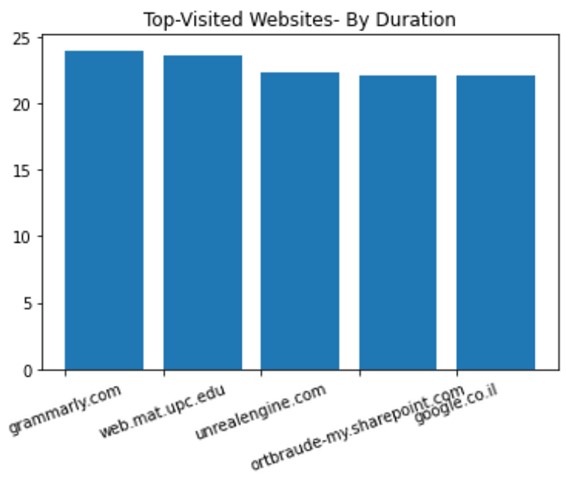 Top-Visited Websites- By Duration
25
20
15
10
5
0
grammarly.com
web.mat.upc.edu
unrealengine.com
ortbraude-my.sharepoint.com
google.co.il